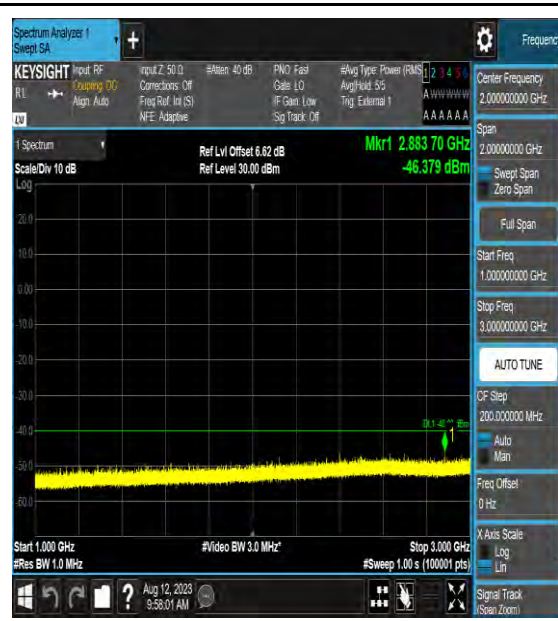 Spectrum Analyzer 1
Swept SA
Frequenc
KEYSIGHT Input: RF Input Z: 50 Ω #Atten: 40 dB PNO: Fast #Avg Type: Power (RMS 1 2 3 4 5 6
RL Coupling: DC Corrections: Off Gate: LO Avg|Hold: 5/5 A W W W W W
Align: Auto Freq Ref: Int (S) IF Gain: Low Trig: External 1
NFE: Adaptive Sig Track: Off A A A A A A
LW
1 Spectrum
Ref Lvl Offset 6.62 dB Mkr1 2.883 70 GHz
Scale/Div 10 dB Ref Level 30.00 dBm -46.379 dBm
Log
20.0
10.0
0.00
-10.0
-20.0
-30.0
-40.0
-50.0
-60.0
1
Start 1.000 GHz #Video BW 3.0 MHz* Stop 3.000 GHz
#Res BW 1.0 MHz #Sweep 1.00 s (100001 pts)
Aug 12, 2023
9:58:01 AM
Center Frequency
2.000000000 GHz
Span
2.00000000 GHz
Swept Span
Zero Span
Full Span
Start Freq
1.000000000 GHz
Stop Freq
3.000000000 GHz
AUTO TUNE
CF Step
200.000000 MHz
Auto
Man
Freq Offset
0 Hz
X Axis Scale
Log
Lin
Signal Track
(Span Zoom)